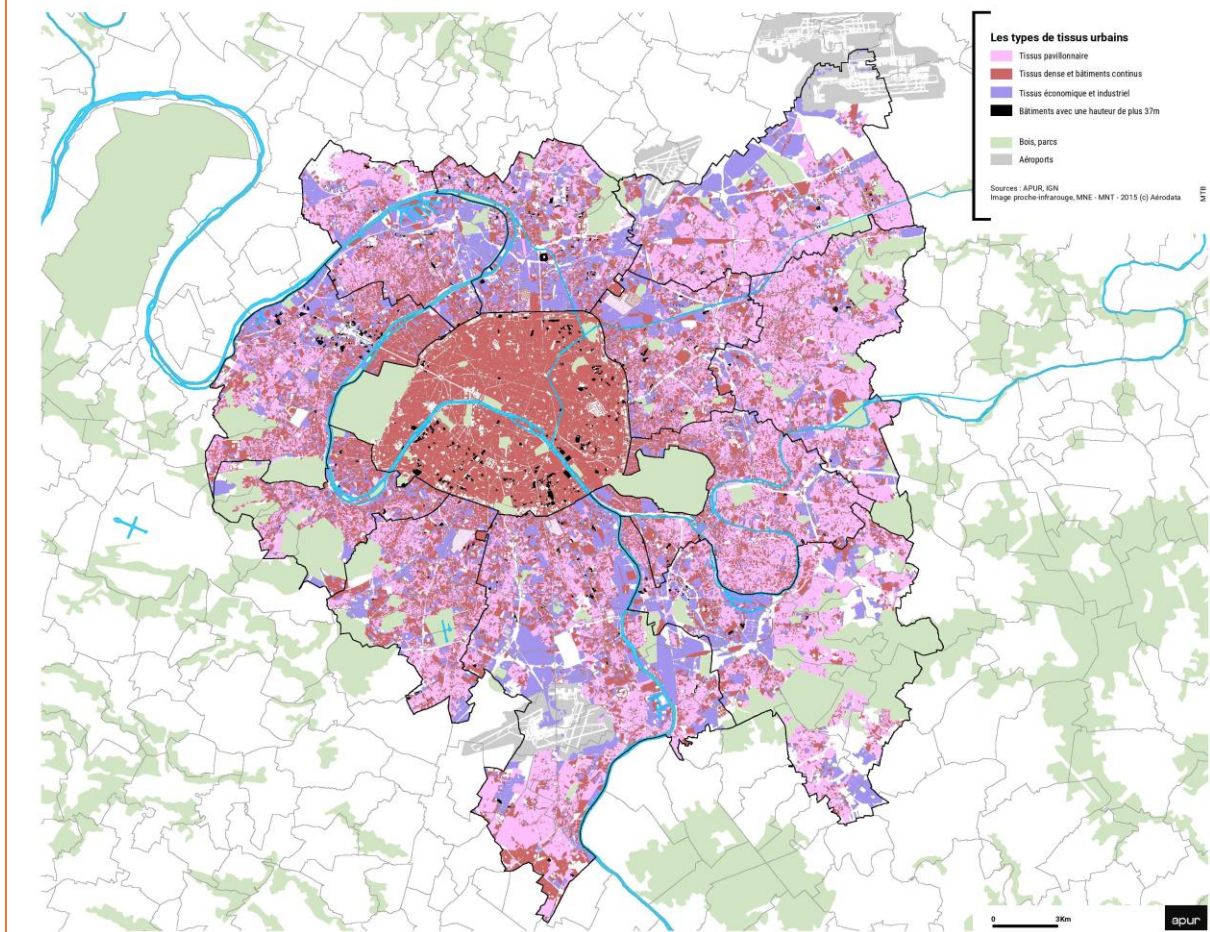 Les types de tissus urbains
Tissus pavillonnaire
Tissus dense et bâtiments continus
Tissus économique et industriel
Bâtiments avec une hauteur de plus 37m
Bois, parcs
Aéroports
Sources : APUR, IGN
Image proche-infrarouge, MNE - MNT - 2015 (c) Aérodata
MTB
0 3Km
apur